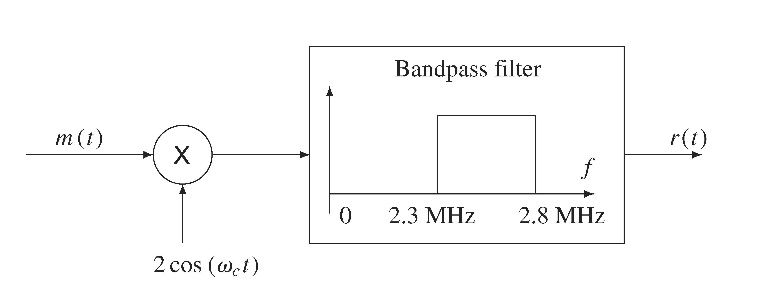 Bandpass filter
m(t)
X
r(t)
f
0
2.3 MHz
2.8 MHz
2 cos (ω_c t)